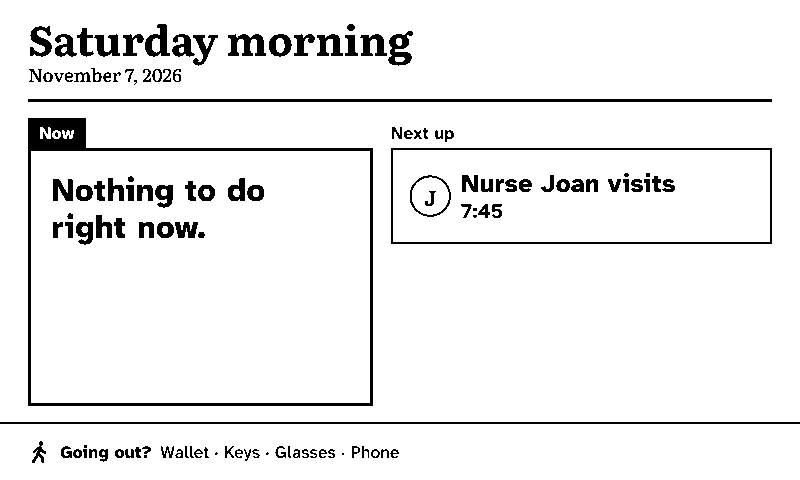 Saturday morning
November 7, 2026
Now
Nothing to do
right now.
Next up
J
Nurse Joan visits
7:45
Going out? Wallet · Keys · Glasses · Phone